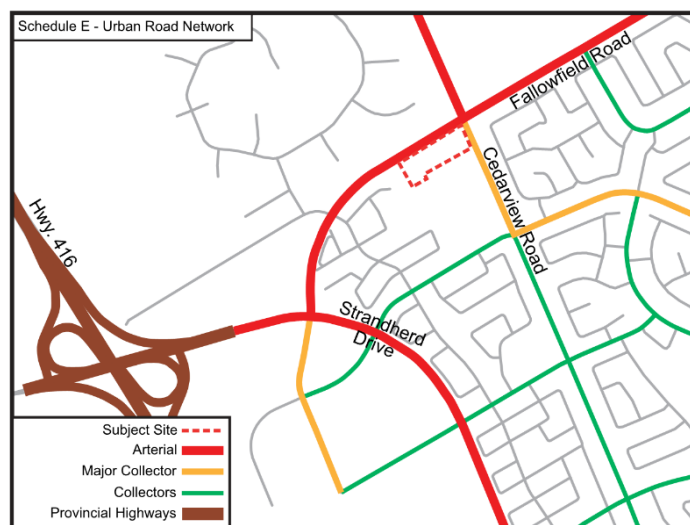 Schedule E - Urban Road Network
Fallowfield Road
Cedarview Road
Hwy. 416
Strandherd
Drive
Subject Site
Arterial
Major Collector
Collectors
Provincial Highways